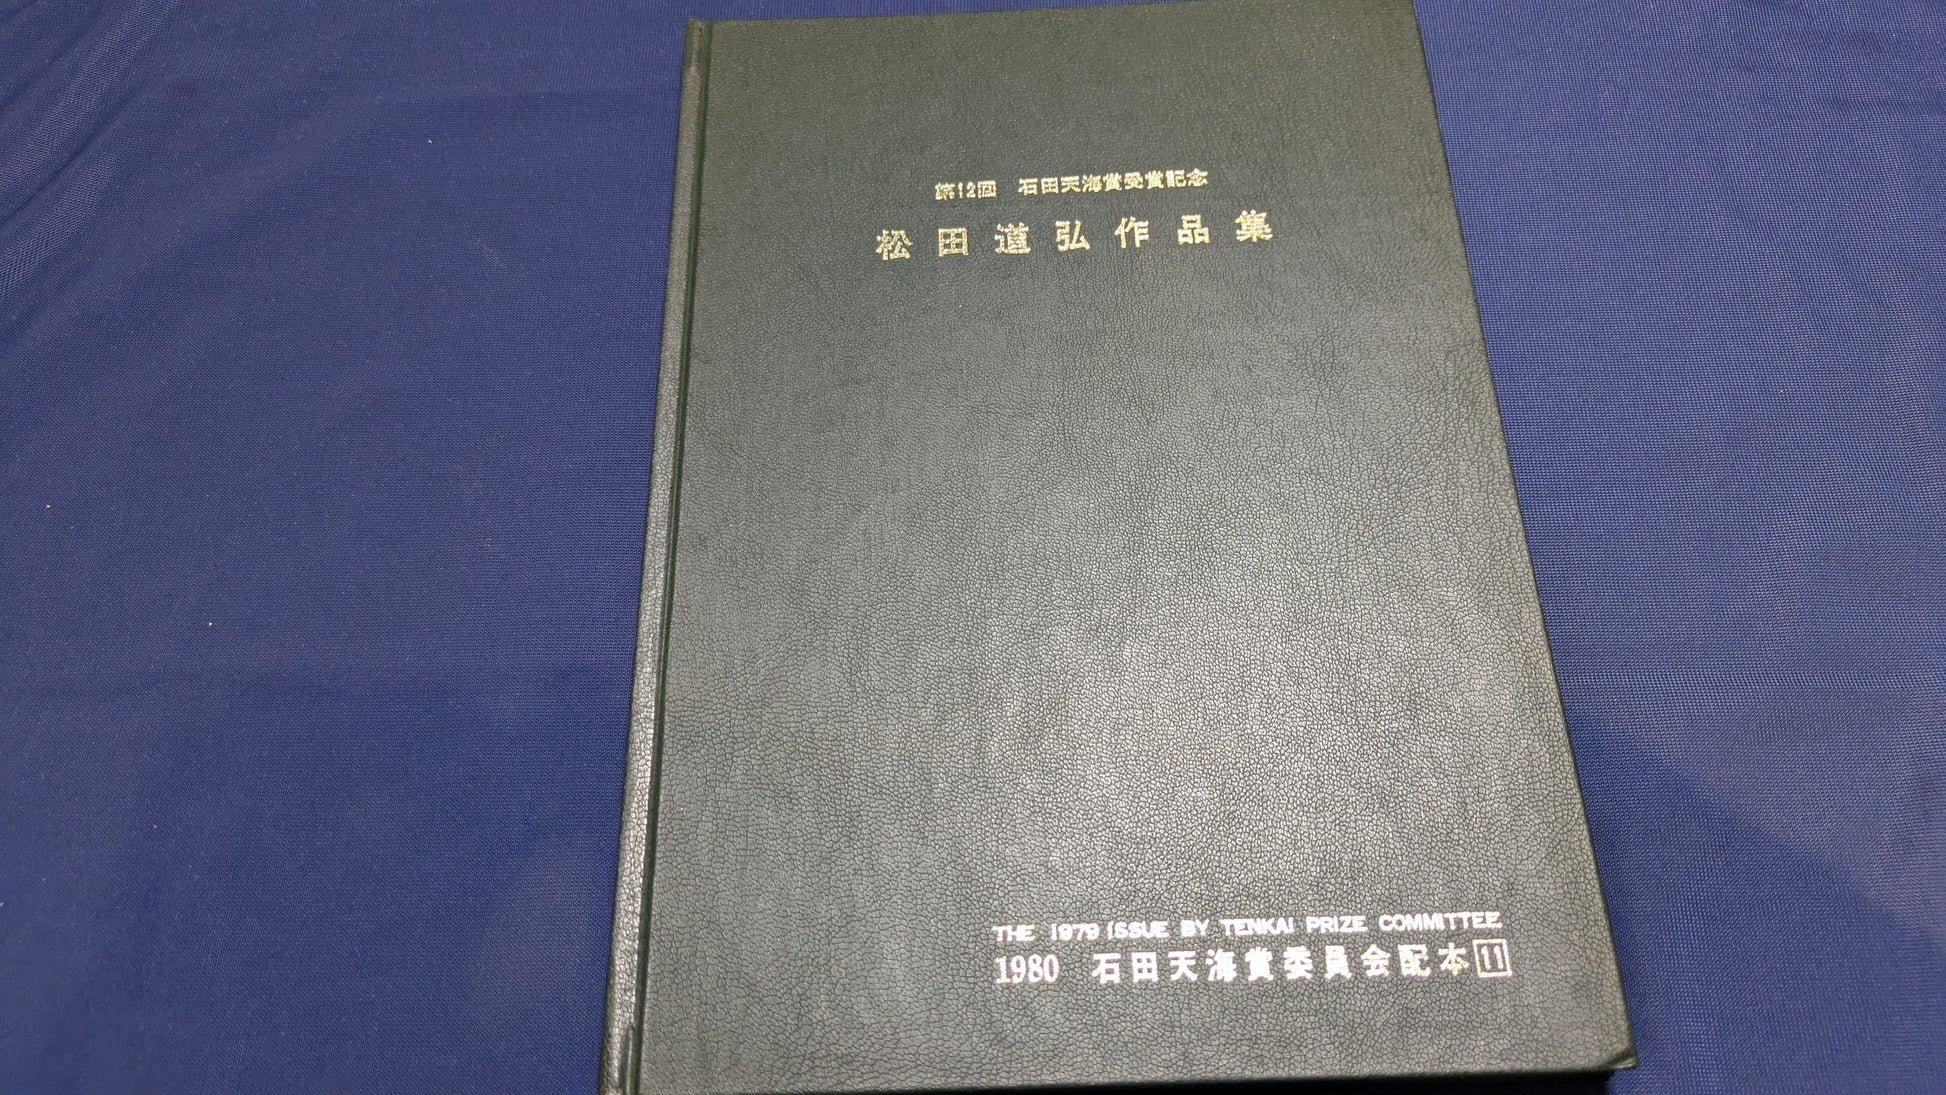 第12回 石田天海賞受賞記念
松田道弘作品集
THE 1979 ISSUE BY TENKAI PRIZE COMMITTEE
1980 石田天海賞委員会配本11